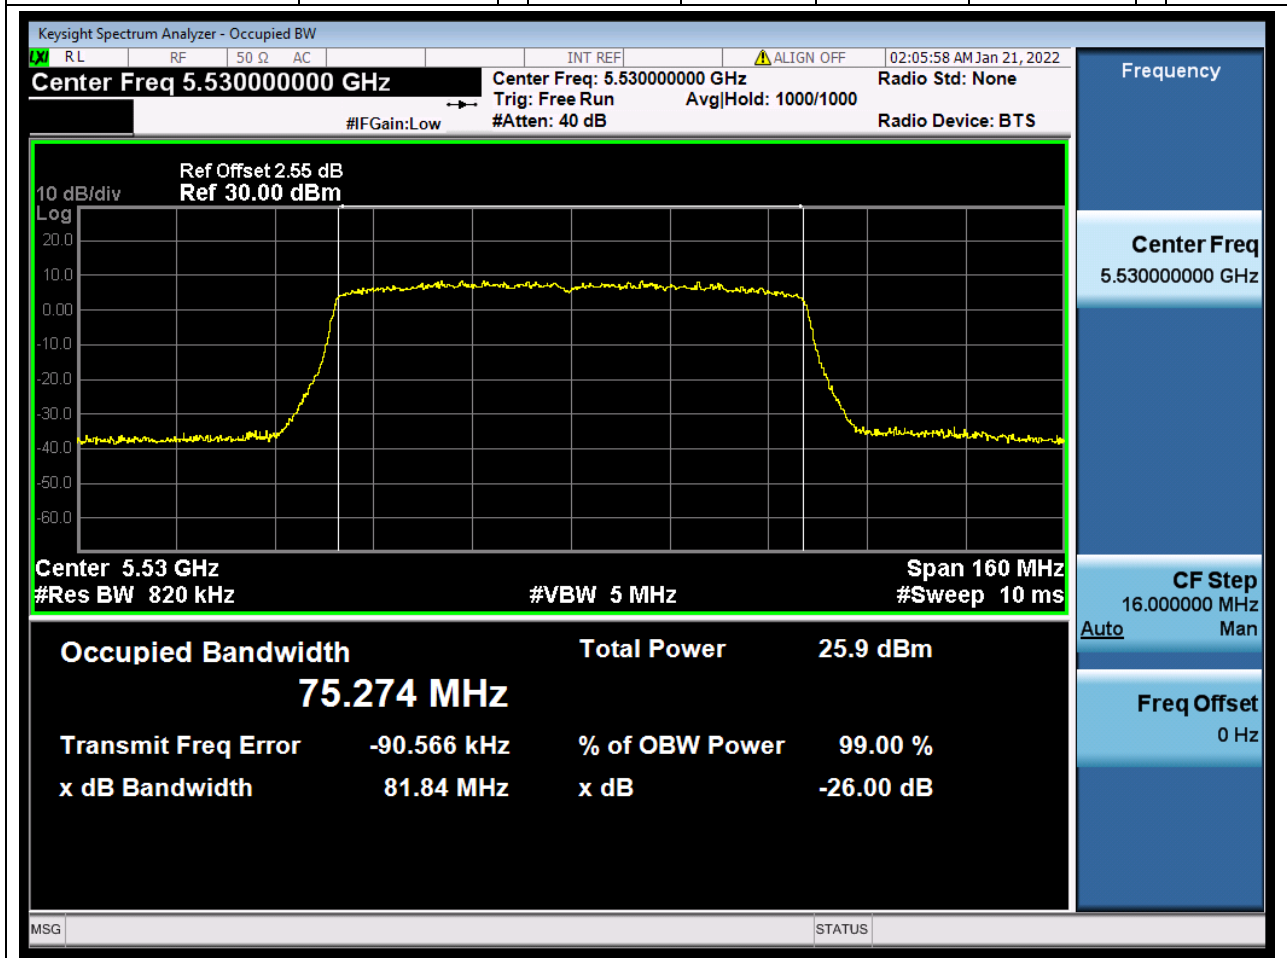 Keysight Spectrum Analyzer - Occupied BW
LXI RL RF 50 Ω AC INT REF ALIGN OFF 02:05:58 AM Jan 21, 2022
Center Freq 5.530000000 GHz
Center Freq: 5.530000000 GHz
Radio Std: None
Trig: Free Run
Avg|Hold: 1000/1000
#IFGain:Low
#Atten: 40 dB
Radio Device: BTS
Ref Offset 2.55 dB
10 dB/div
Ref 30.00 dBm
Log
20.0
10.0
0.00
-10.0
-20.0
-30.0
-40.0
-50.0
-60.0
Center 5.53 GHz
Span 160 MHz
#Res BW 820 kHz
#VBW 5 MHz
#Sweep 10 ms
Occupied Bandwidth
75.274 MHz
Total Power 25.9 dBm
Transmit Freq Error -90.566 kHz
% of OBW Power 99.00 %
x dB Bandwidth 81.84 MHz
x dB -26.00 dB
MSG
STATUS
Frequency
Center Freq
5.530000000 GHz
CF Step
16.000000 MHz
Auto Man
Freq Offset
0 Hz